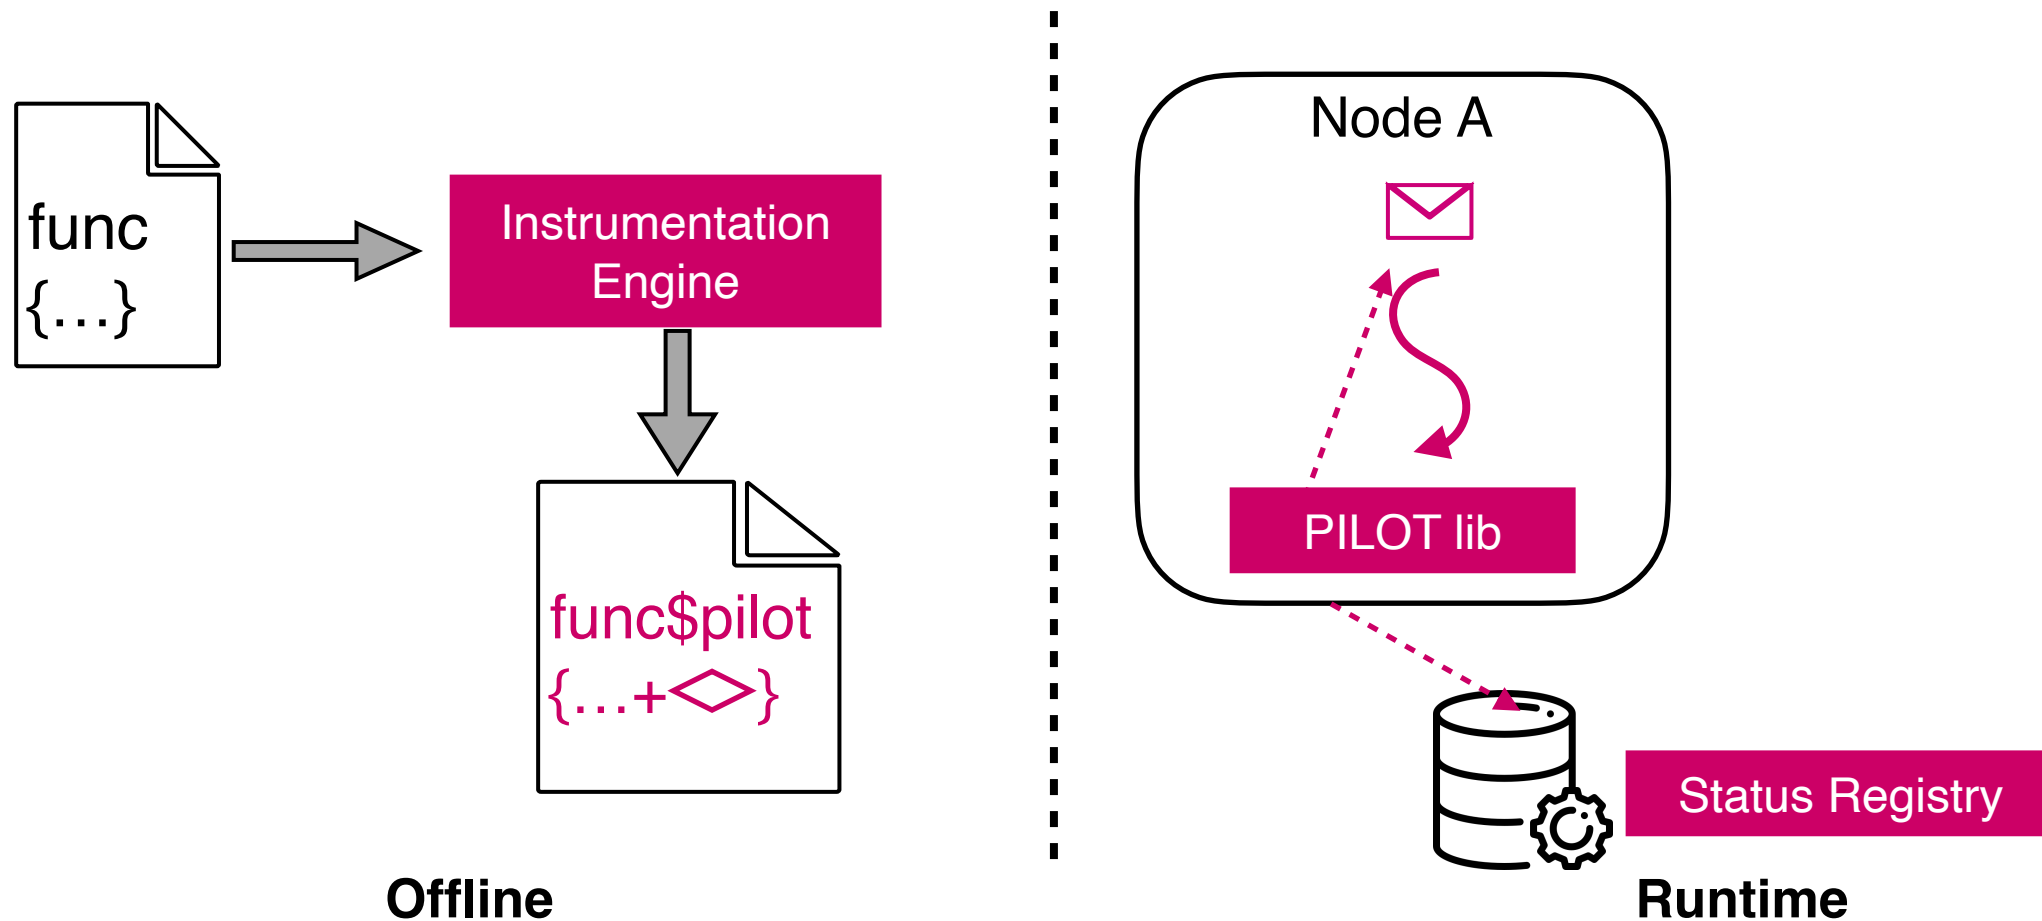 func
{…}
Instrumentation
Engine
func$pilot
{…+<>}
Offline
Node A
PILOT lib
Status Registry
Runtime